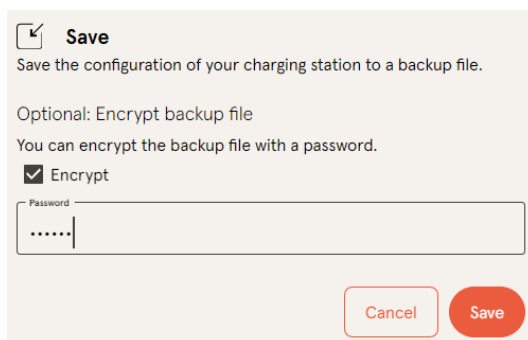 Save
Save the configuration of your charging station to a backup file.
Optional: Encrypt backup file
You can encrypt the backup file with a password.
Encrypt
Password
••••••
Cancel
Save